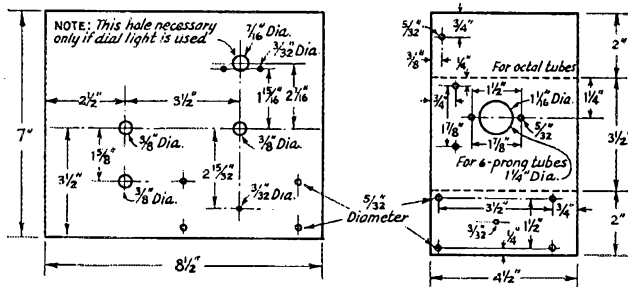 NOTE: This hole necessary
only if dial light is used
7/16" Dia.
3/32" Dia.
2 1/2"
3 1/2"
1 15/16"
2 1/16"
7"
3/8" Dia.
3/8" Dia.
1 5/8"
3 1/2"
2 15/32"
3/8" Dia.
3/32" Dia.
5/32"
Diameter
8 1/2"
5/32"
3/4"
2"
3/8"
1/4"
For octal tubes
1 1/2"
1 1/16" Dia.
1 1/4"
3/4"
1 7/8"
5/32"
3 1/2"
1 7/8"
For 6-prong tubes
1 1/4" Dia.
3 1/2"
3/4"
1 1/2"
2"
3/32"
1/4"
4 1/2"